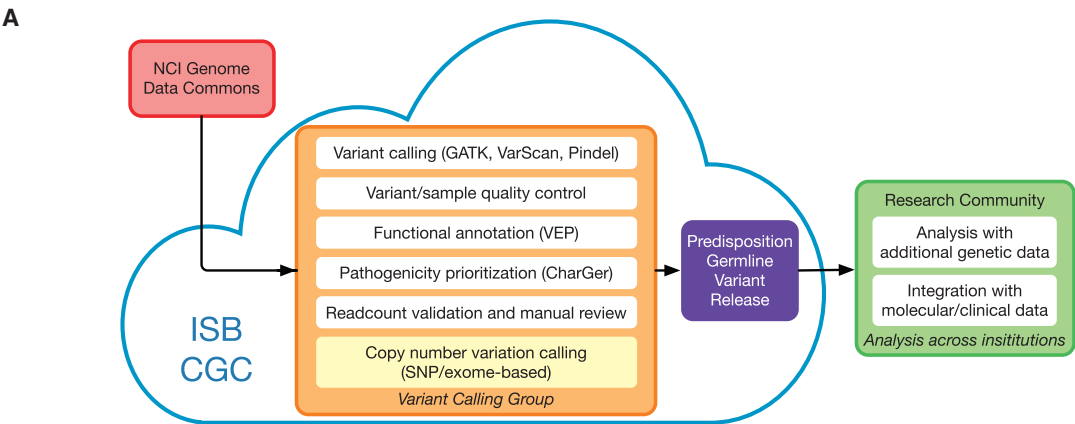 A
NCI Genome
Data Commons
Variant calling (GATK, VarScan, Pindel)
Variant/sample quality control
Functional annotation (VEP)
Pathogenicity prioritization (CharGer)
Readcount validation and manual review
Copy number variation calling
(SNP/exome-based)
Variant Calling Group
ISB
CGC
Predisposition
Germline
Variant
Release
Research Community
Analysis with
additional genetic data
Integration with
molecular/clinical data
Analysis across insititutions